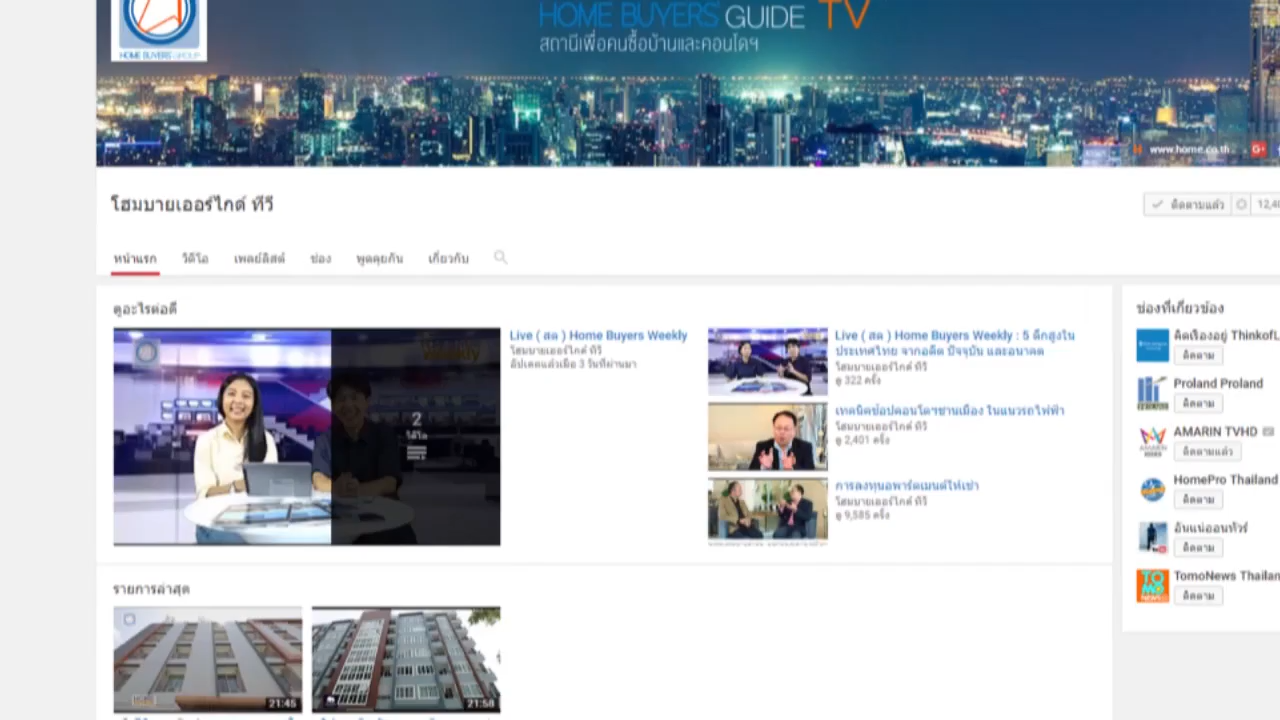 HOME BUYERS' GUIDE TV
สถานีเพื่อคนซื้อบ้านและคอนโดฯ
HOME BUYERS' GROUP
www.home.co.th
โฮมบายเออร์ไกด์ ทีวี
ติดตามแล้ว
หน้าแรก วิดีโอ เพลย์ลิสต์ ช่อง พูดคุยกัน เกี่ยวกับ
ดูอะไรต่อดี
Live ( สด ) Home Buyers Weekly
โฮมบายเออร์ไกด์ ทีวี
อัปเดตแล้วเมื่อ 3 วันที่ผ่านมา
2
วิดีโอ
Live ( สด ) Home Buyers Weekly : 5 ตึกสูงใน
ประเทศไทย จากอดีต ปัจจุบัน และอนาคต
โฮมบายเออร์ไกด์ ทีวี
ดู 322 ครั้ง
เทคนิคช้อปคอนโดฯชานเมือง ในแนวรถไฟฟ้า
โฮมบายเออร์ไกด์ ทีวี
ดู 2,401 ครั้ง
การลงทุนอพาร์ตเมนต์ให้เช่า
โฮมบายเออร์ไกด์ ทีวี
ดู 9,585 ครั้ง
รายการล่าสุด
21:45
21:58
ช่องที่เกี่ยวข้อง
คิดเรื่องอยู่ ThinkofL
ติดตาม
Proland Proland
ติดตาม
AMARIN TVHD
ติดตามแล้ว
HomePro Thailand
ติดตาม
อันแน่ออนทัวร์
ติดตาม
TomoNews Thailan
ติดตาม